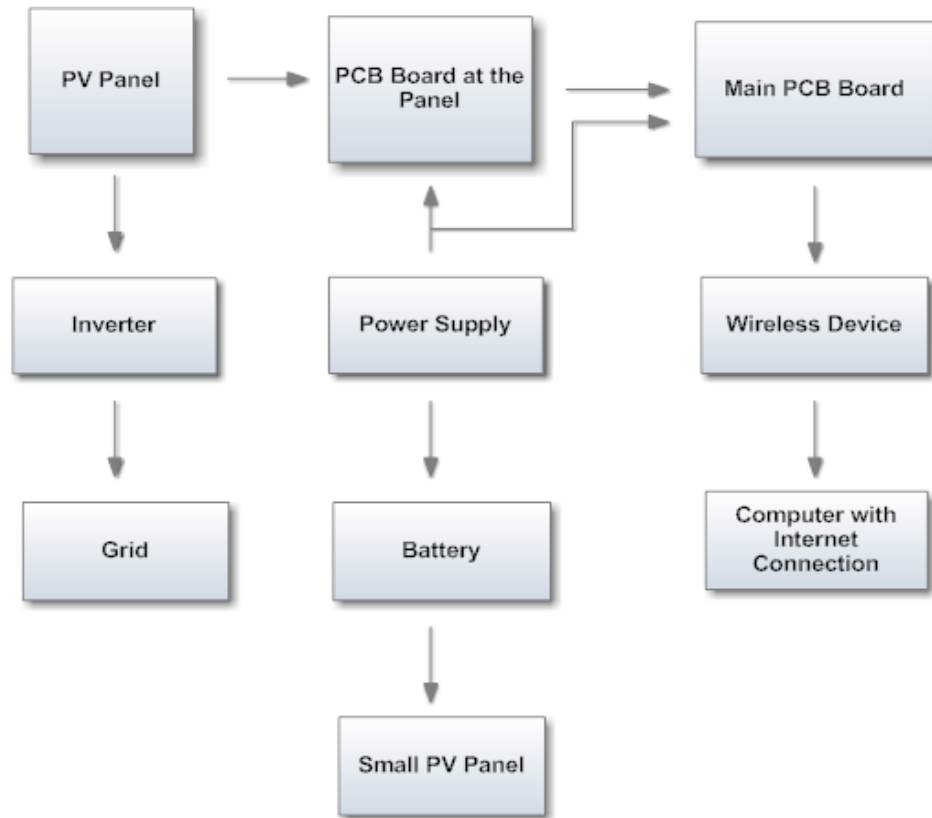 PV Panel
PCB Board at the
Panel
Main PCB Board
Inverter
Power Supply
Wireless Device
Grid
Battery
Computer with
Internet
Connection
Small PV Panel